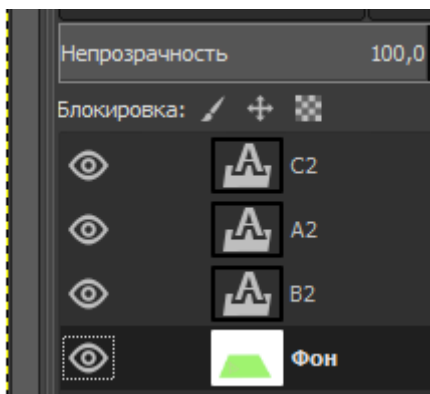 Непрозрачность 100,0
Блокировка:
C2
A2
B2
Фон